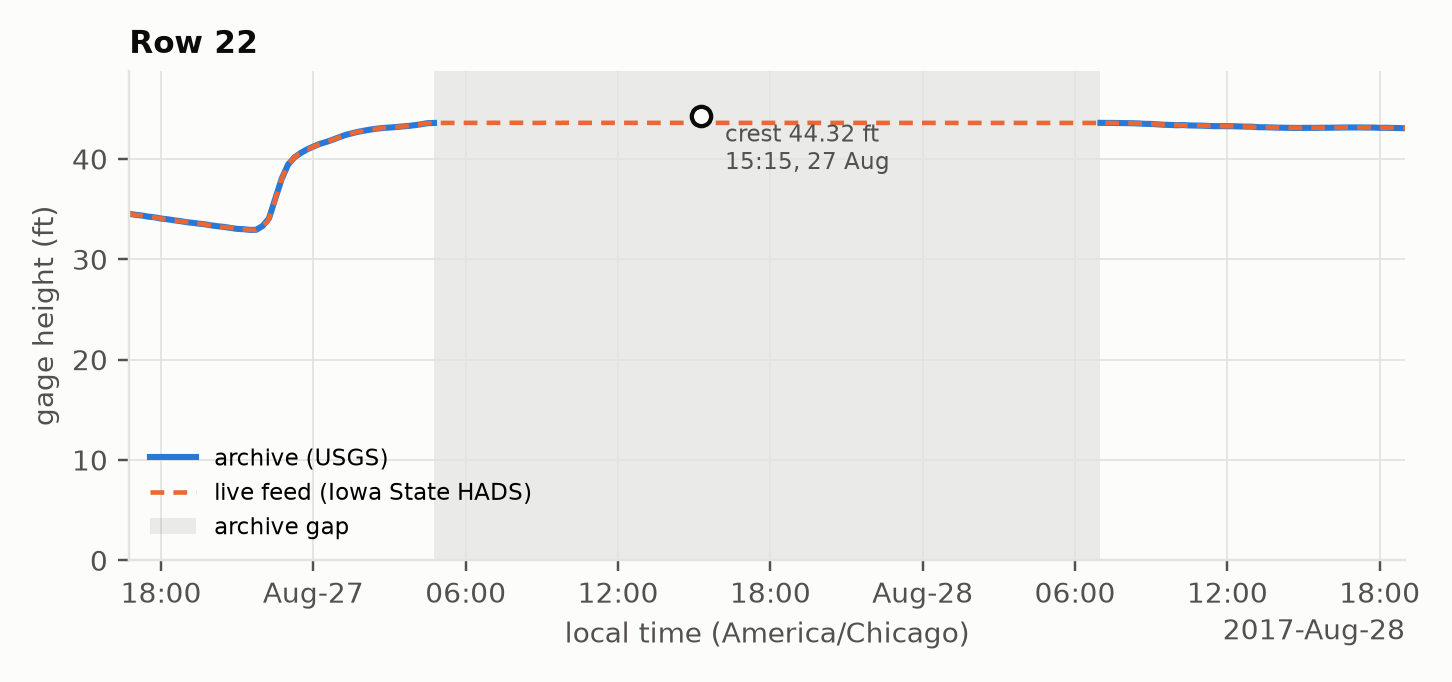 Row 22
gage height (ft)
40
30
20
10
0
crest 44.32 ft
15:15, 27 Aug
archive (USGS)
live feed (Iowa State HADS)
archive gap
18:00 Aug-27 06:00 12:00 18:00 Aug-28 06:00 12:00 18:00
local time (America/Chicago)
2017-Aug-28